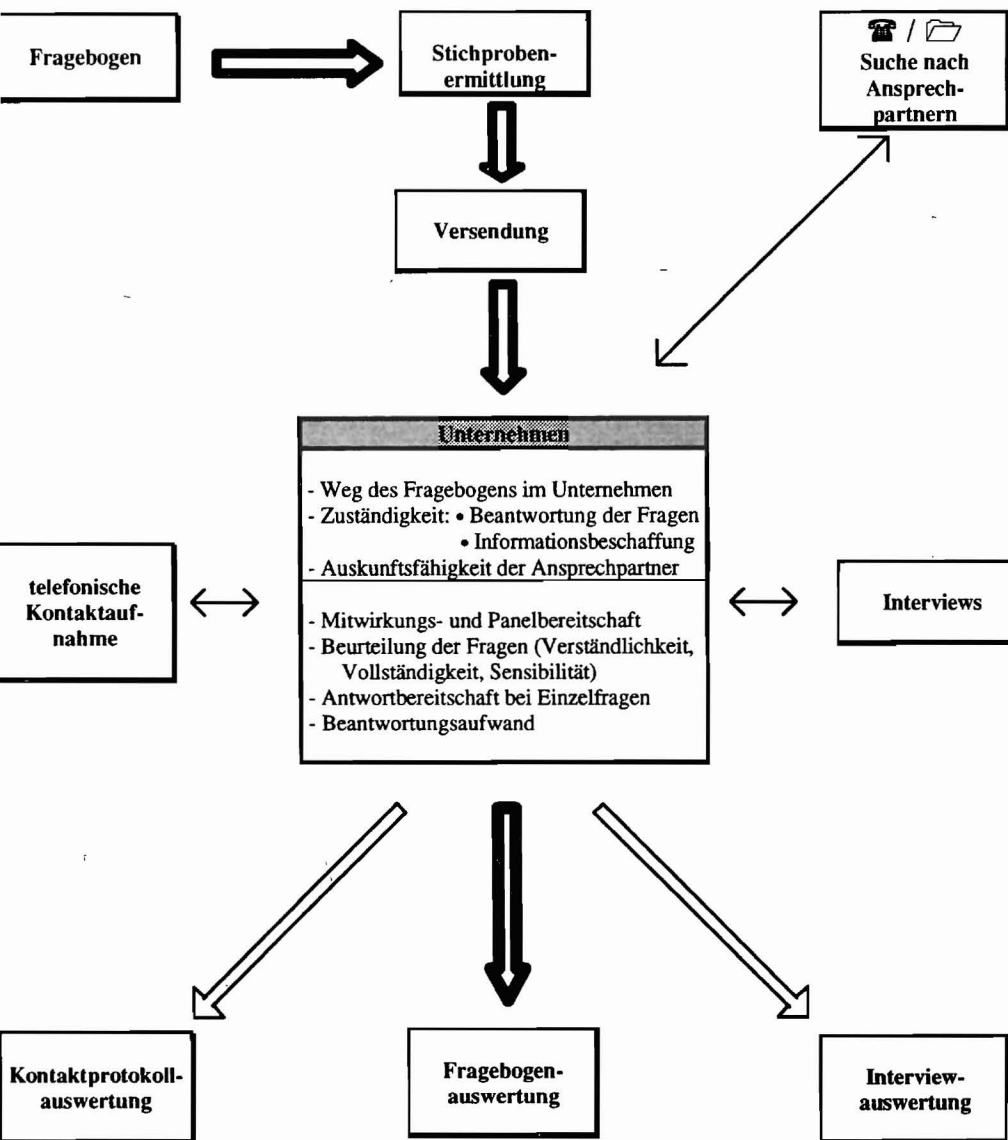 Fragebogen
Stichproben-
ermittlung
☎ / 🗁
Suche nach
Ansprech-
partnern
Versendung
Unternehmen
- Weg des Fragebogens im Unternehmen
- Zuständigkeit: • Beantwortung der Fragen
• Informationsbeschaffung
- Auskunftsfähigkeit der Ansprechpartner
- Mitwirkungs- und Panelbereitschaft
- Beurteilung der Fragen (Verständlichkeit,
Vollständigkeit, Sensibilität)
- Antwortbereitschaft bei Einzelfragen
- Beantwortungsaufwand
telefonische
Kontaktauf-
nahme
Interviews
Kontaktprotokoll-
auswertung
Fragebogen-
auswertung
Interview-
auswertung